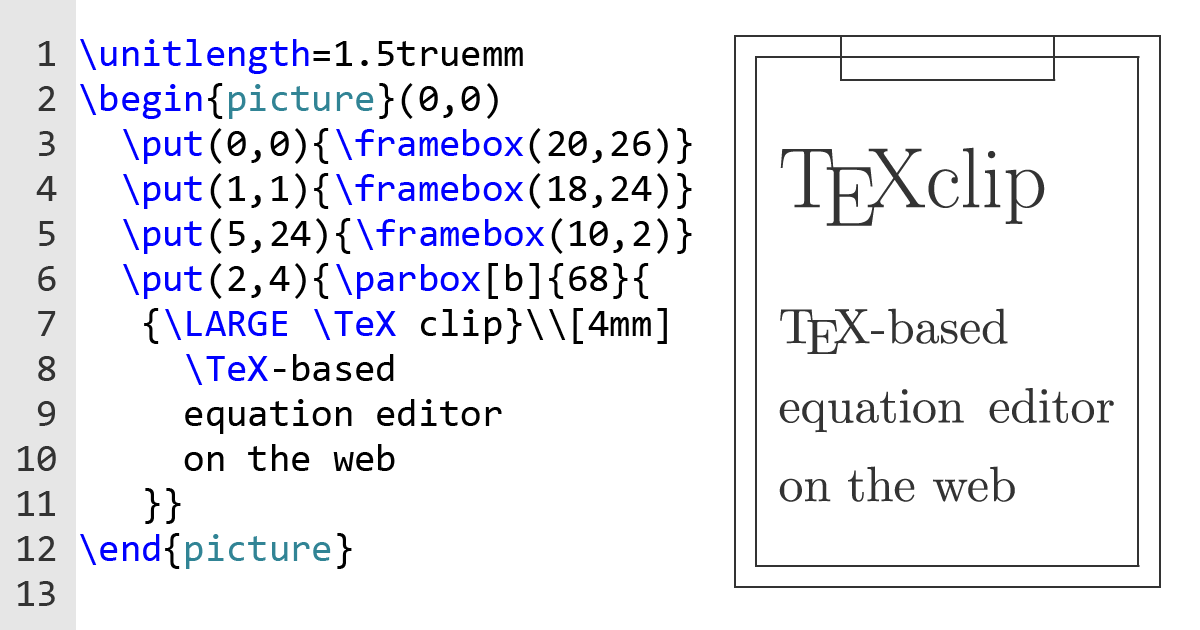 1 \unitlength=1.5truemm
2 \begin{picture}(0,0)
3 \put(0,0){\framebox(20,26)}
4 \put(1,1){\framebox(18,24)}
5 \put(5,24){\framebox(10,2)}
6 \put(2,4){\parbox[b]{68}{
7 {\LARGE \TeX clip}\\[4mm]
8 \TeX-based
9 equation editor
10 on the web
11 }}
12 \end{picture}
13
TEXclip
TEX-based
equation editor
on the web